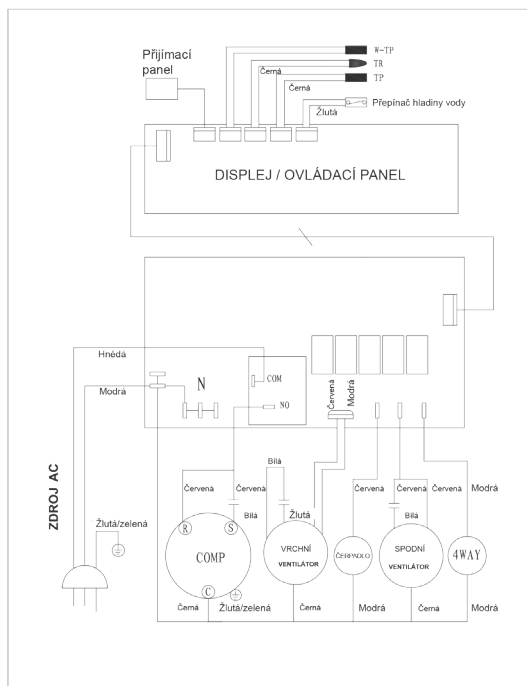 Přijímací
panel
W-TP
TR
Černá
TP
Černá
Přepínač hladiny vody
Žlutá
DISPLEJ / OVLÁDACÍ PANEL
Hnědá
COM
Červená
Modrá
Modrá
N
NO
ZDROJ AC
Bílá
Červená
Červená
Červená
Červená
Červená
Modrá
Bílá
Žlutá
Bílá
Žlutá/zelená
R
S
COMP
VRCHNÍ
VENTILÁTOR
ČERPADLO
SPODNÍ
VENTILÁTOR
4WAY
C
Černá
Žlutá/zelená
Černá
Modrá
Černá
Modrá